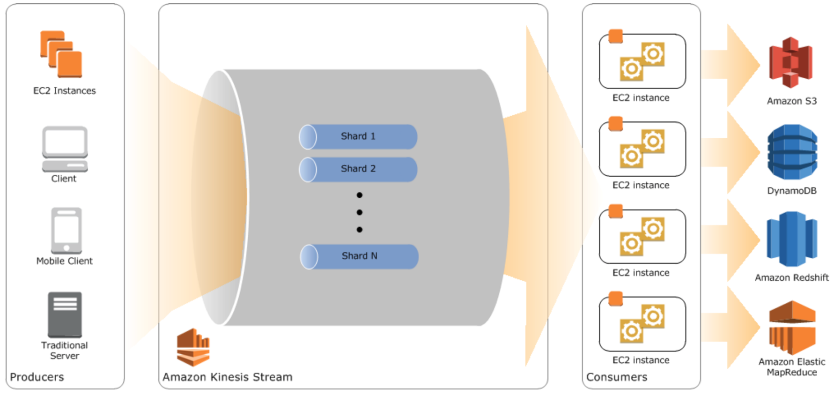 EC2 Instances
Client
Mobile Client
Traditional
Server
Producers
Shard 1
Shard 2
Shard N
Amazon Kinesis Stream
EC2 instance
EC2 instance
EC2 instance
EC2 instance
Consumers
Amazon S3
DynamoDB
Amazon Redshift
Amazon Elastic
MapReduce